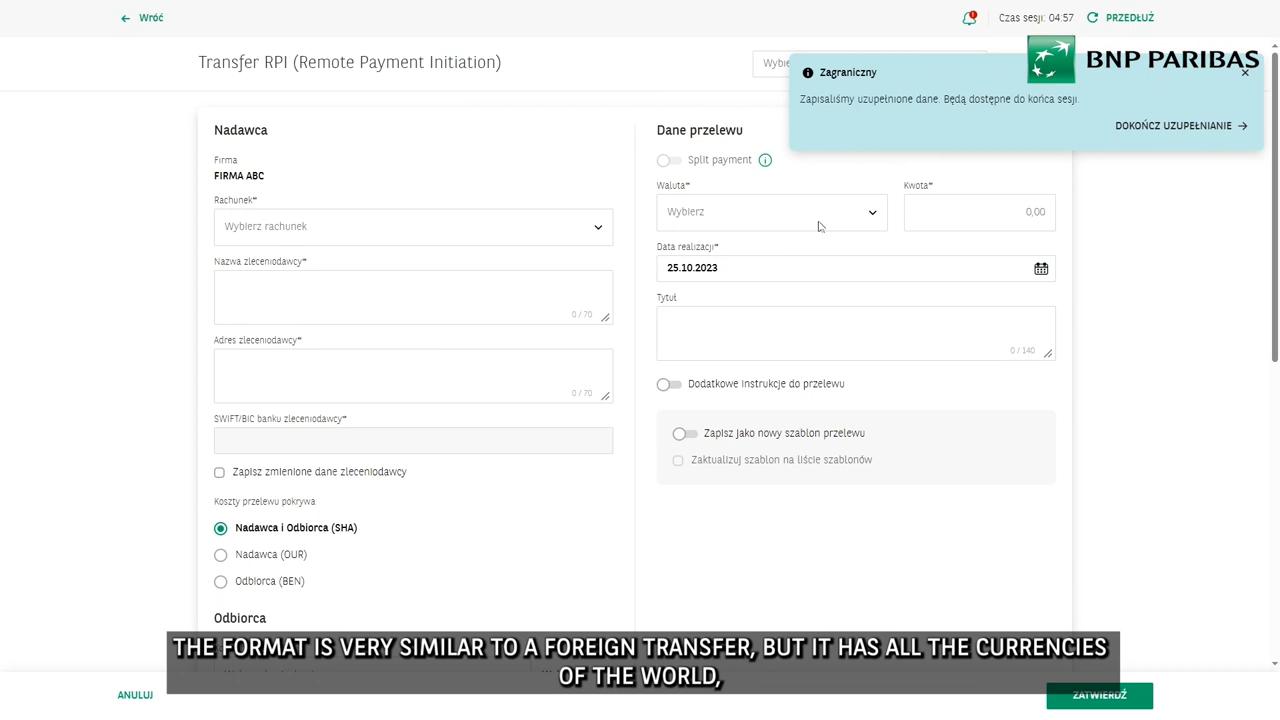 Wróć
Czas sesji: 04:57
PRZEDŁUŻ
Transfer RPI (Remote Payment Initiation)
BNP PARIBAS
Zagraniczny
Zapisaliśmy uzupełnione dane. Będą dostępne do końca sesji.
DOKOŃCZ UZUPEŁNIANIE
Nadawca
Firma
FIRMA ABC
Rachunek*
Wybierz rachunek
Nazwa zleceniodawcy*
0 / 70
Adres zleceniodawcy*
0 / 70
SWIFT/BIC banku zleceniodawcy*
Zapisz zmienione dane zleceniodawcy
Koszty przelewu pokrywa
Nadawca i Odbiorca (SHA)
Nadawca (OUR)
Odbiorca (BEN)
Odbiorca
Dane przelewu
Split payment
Waluta*
Kwota*
Wybierz
0,00
Data realizacji*
25.10.2023
Tytuł
0 / 140
Dodatkowe instrukcje do przelewu
Zapisz jako nowy szablon przelewu
Zaktualizuj szablon na liście szablonów
THE FORMAT IS VERY SIMILAR TO A FOREIGN TRANSFER, BUT IT HAS ALL THE CURRENCIES
OF THE WORLD,
ANULUJ
ZATWIERDŹ